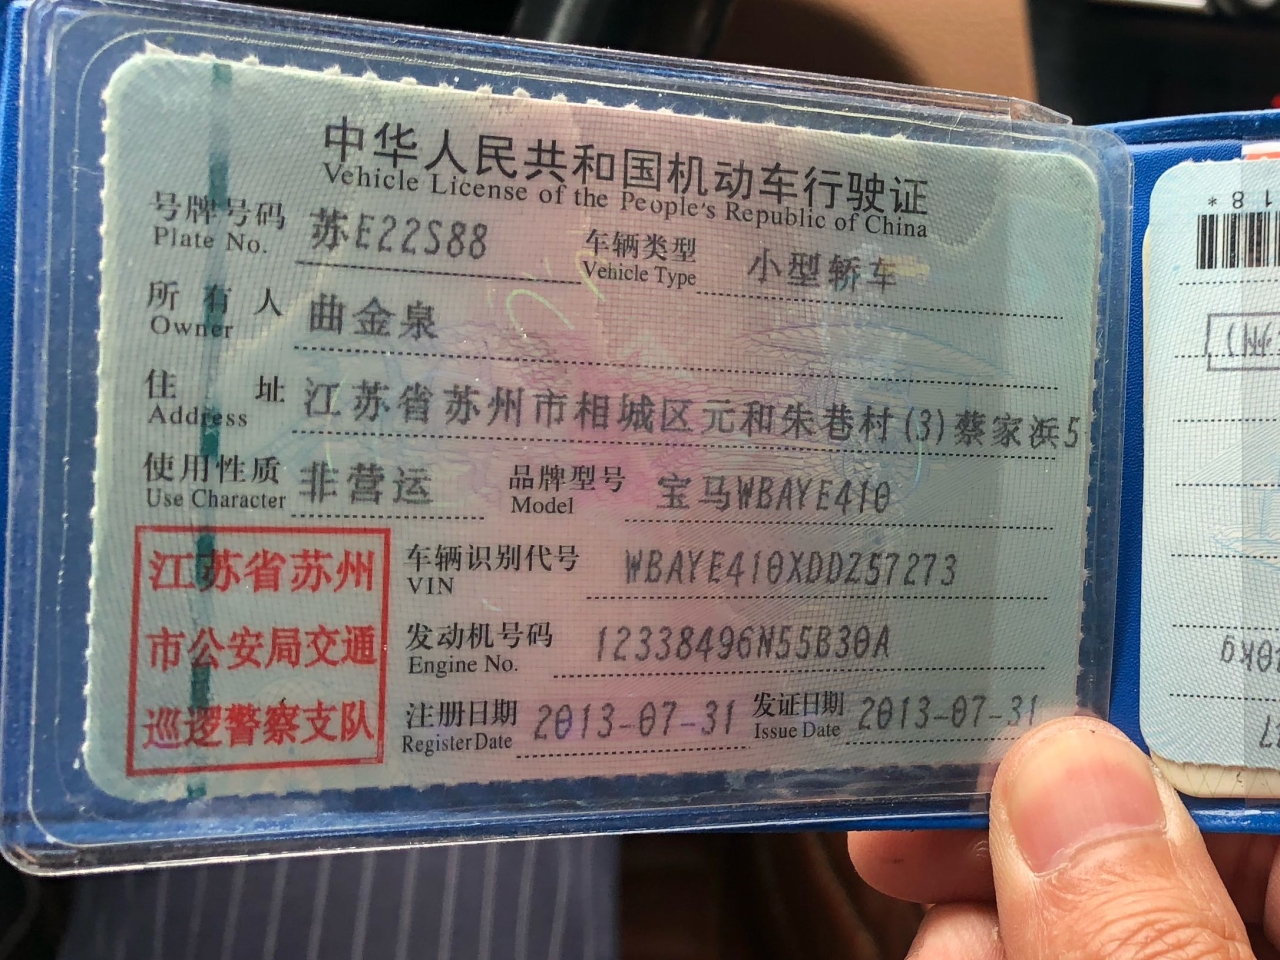 中华人民共和国机动车行驶证
Vehicle License of the People's Republic of China
号牌号码 苏E22S88 车辆类型 小型轿车
Plate No. Vehicle Type
所有人 曲金泉
Owner
住址 江苏省苏州市相城区元和朱巷村(3)蔡家浜5
Address
使用性质 非营运 品牌型号 宝马WBAYE410
Use Character Model
江苏省苏州
市公安局交通
巡逻警察支队
车辆识别代号 WBAYE410XDDZ57273
VIN
发动机号码 12338496N55B30A
Engine No.
注册日期 2013-07-31 发证日期 2013-07-31
Register Date Issue Date